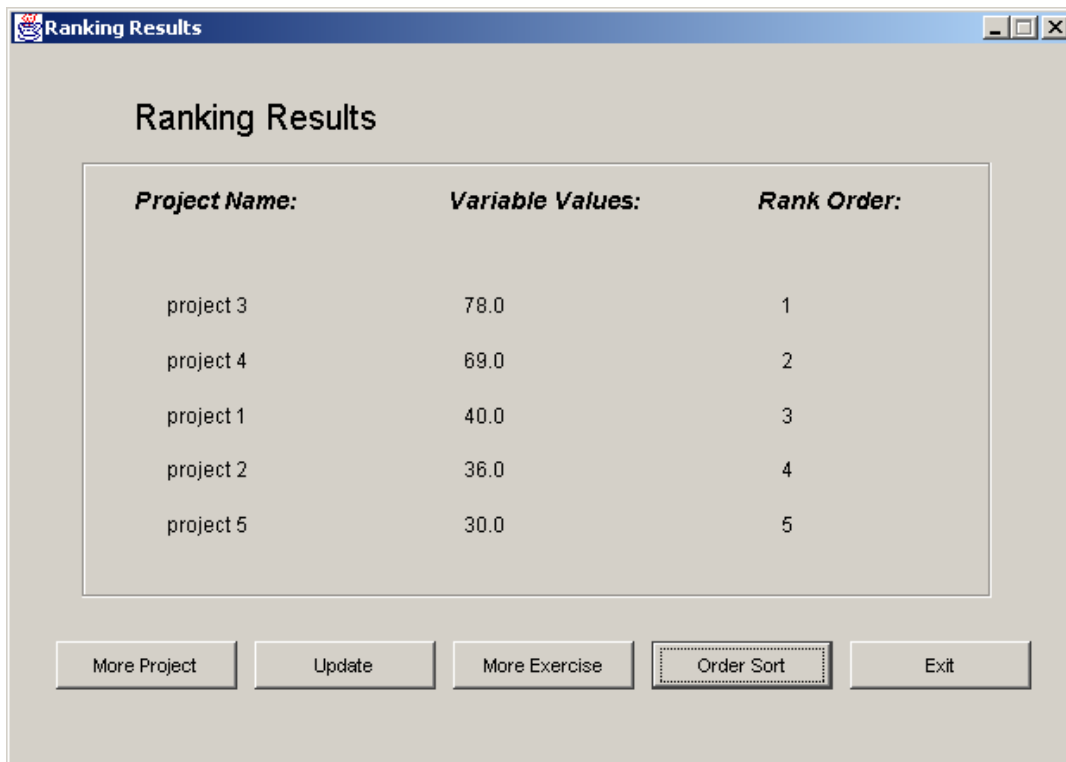 Ranking Results
Ranking Results
Project Name: Variable Values: Rank Order:
project 3 78.0 1
project 4 69.0 2
project 1 40.0 3
project 2 36.0 4
project 5 30.0 5
More Project Update More Exercise Order Sort Exit